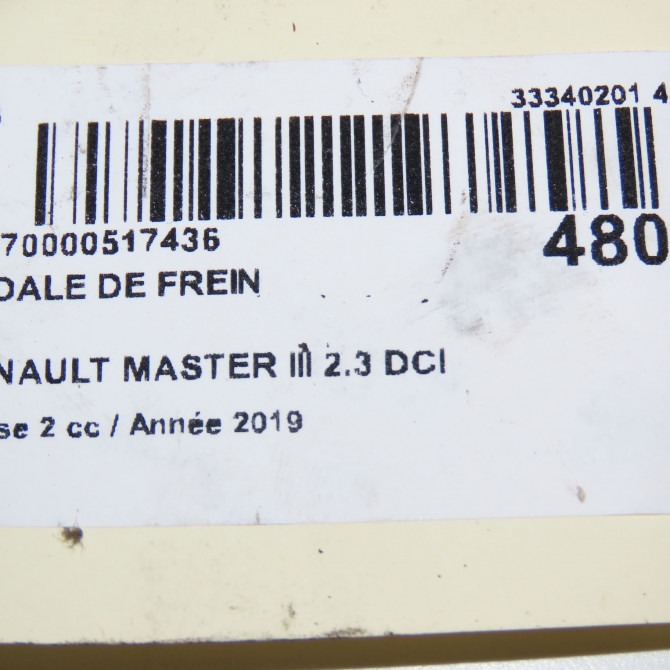 33340201 4
70000517436
480
DALE DE FREIN
NAULT MASTER III 2.3 DCI
se 2 cc / Année 2019